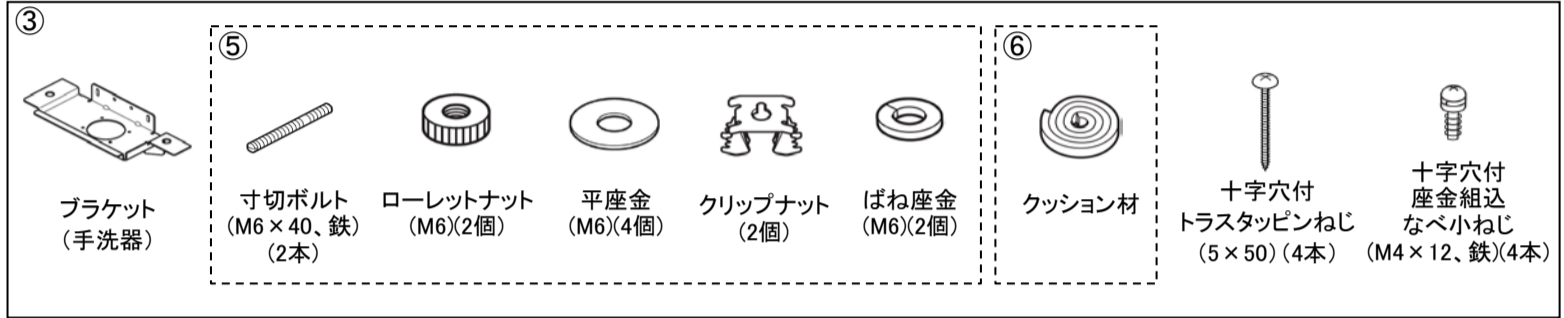 ③
⑤
⑥
ブラケット
(手洗器)
寸切ボルト
(M6×40、鉄)
(2本)
ローレットナット
(M6)(2個)
平座金
(M6)(4個)
クリップナット
(2個)
ばね座金
(M6)(2個)
クッション材
十字穴付
トラスタッピンねじ
(5×50)(4本)
十字穴付
座金組込
なべ小ねじ
(M4×12、鉄)(4本)